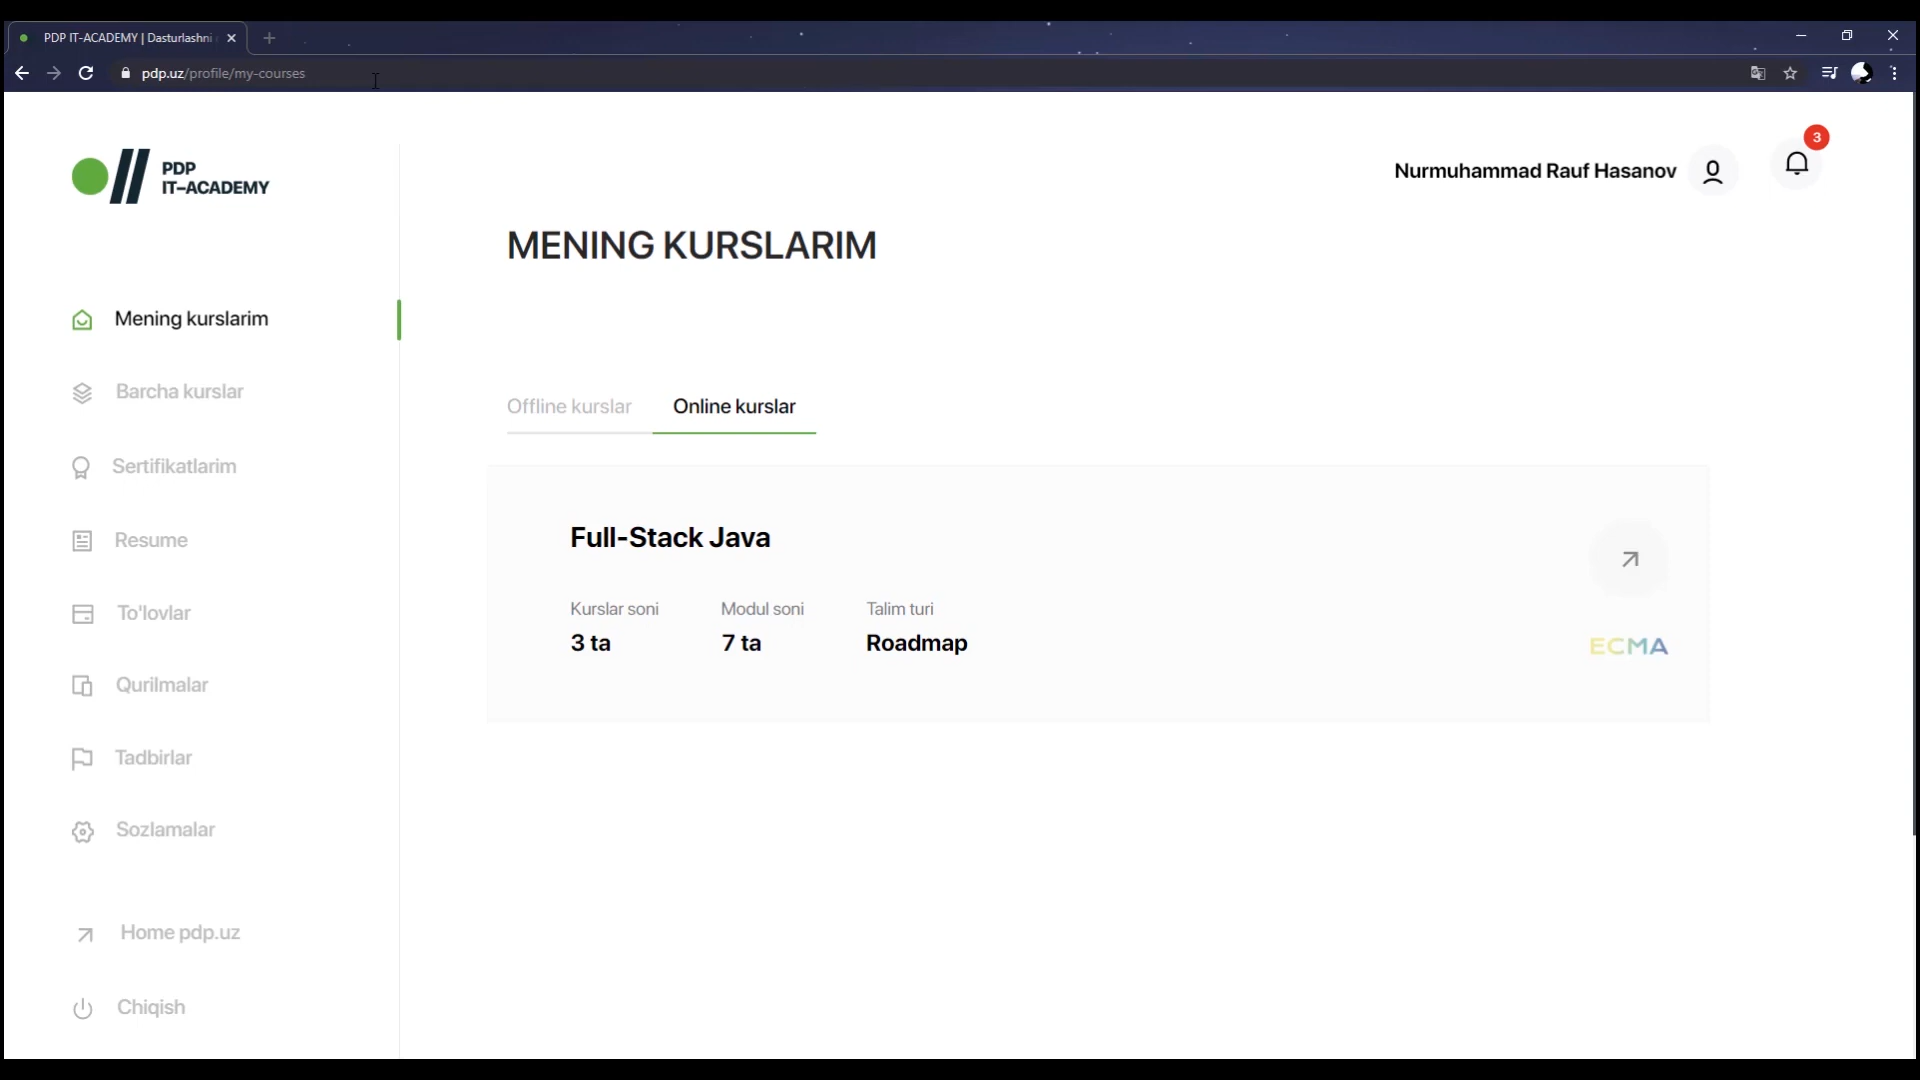 PDP IT-ACADEMY | Dasturlashni
pdp.uz/profile/my-courses
PDP
IT-ACADEMY
Nurmuhammad Rauf Hasanov
3
MENING KURSLARIM
Mening kurslarim
Barcha kurslar
Sertifikatlarim
Resume
To'lovlar
Qurilmalar
Tadbirlar
Sozlamalar
Home pdp.uz
Chiqish
Offline kurslar
Online kurslar
Full-Stack Java
Kurslar soni Modul soni Talim turi
3 ta 7 ta Roadmap
ECMA